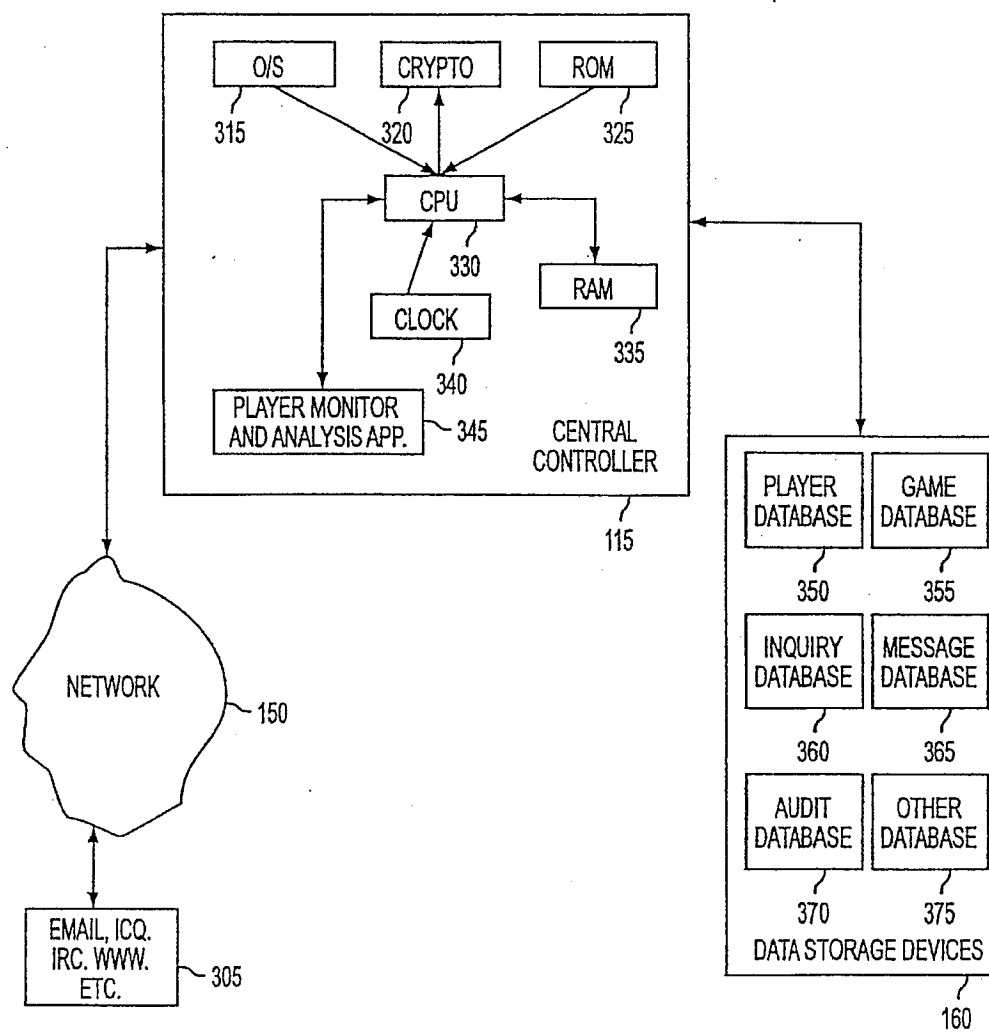 O/S
CRYPTO
ROM
315
320
325
CPU
330
CLOCK
RAM
340
335
PLAYER MONITOR
AND ANALYSIS APP.
345
CENTRAL
CONTROLLER
115
PLAYER
DATABASE
GAME
DATABASE
350
355
INQUIRY
DATABASE
MESSAGE
DATABASE
360
365
AUDIT
DATABASE
OTHER
DATABASE
370
375
DATA STORAGE DEVICES
160
NETWORK
150
EMAIL, ICQ.
IRC. WWW.
ETC.
305